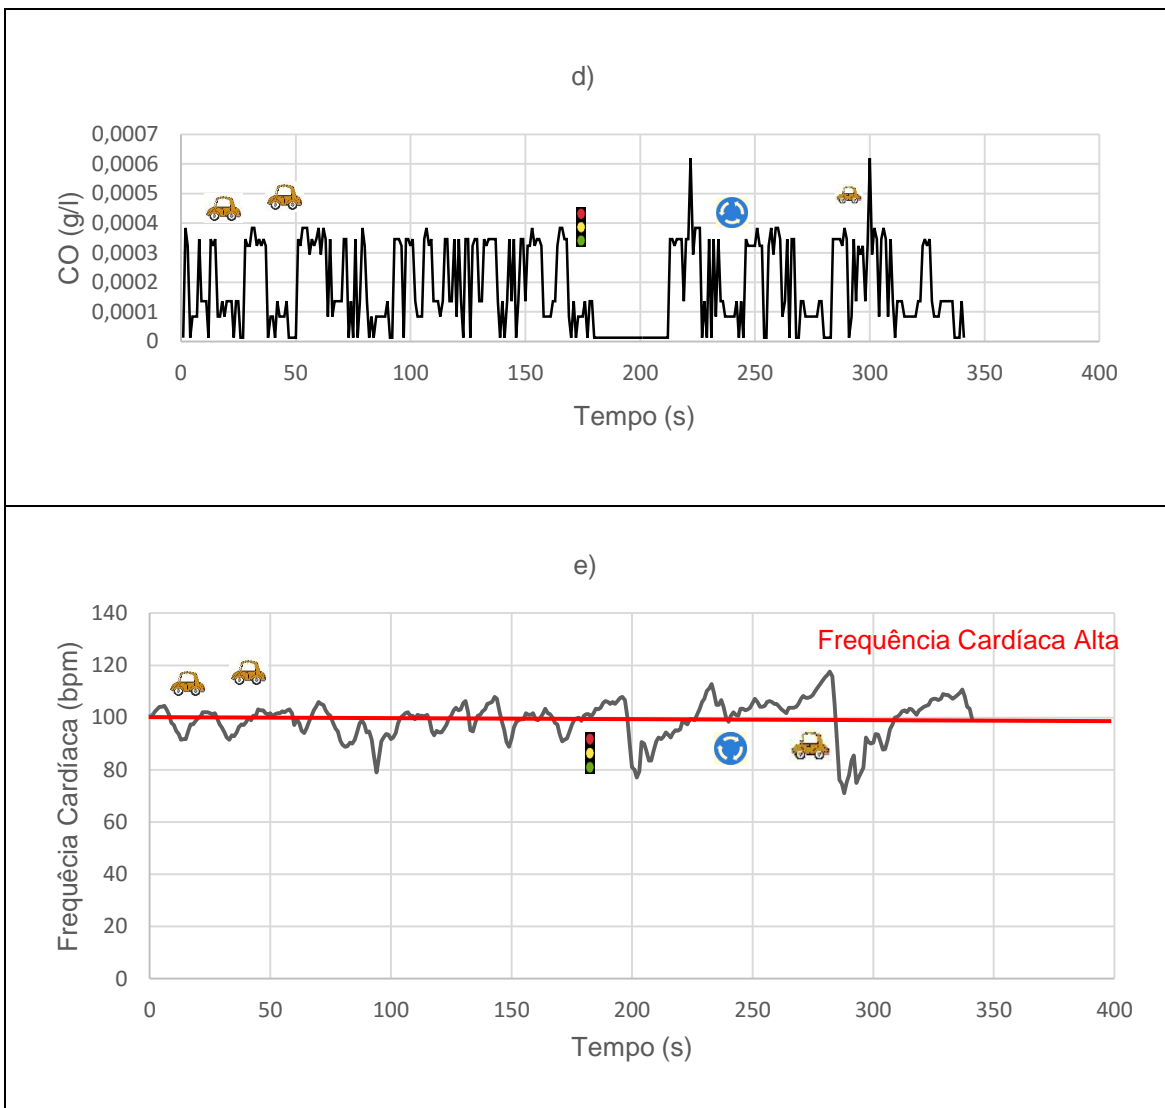 d)
0,0007
0,0006
0,0005
0,0004
0,0003
0,0002
0,0001
0
CO (g/l)
0 50 100 150 200 250 300 350 400
Tempo (s)
e)
140
120
100
80
60
40
20
0
Frequêcia Cardíaca (bpm)
Frequência Cardíaca Alta
0 50 100 150 200 250 300 350 400
Tempo (s)